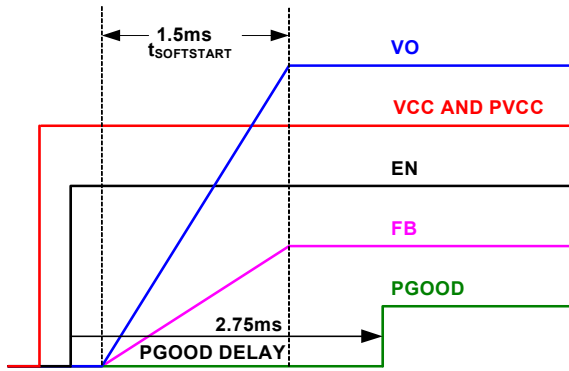 1.5ms
tSOFTSTART
VO
VCC AND PVCC
EN
FB
PGOOD
2.75ms
PGOOD DELAY